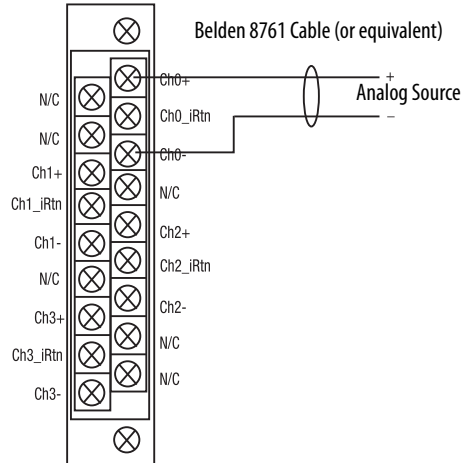 Belden 8761 Cable (or equivalent)
Ch0+
+
Analog Source
N/C
Ch0_iRtn
−
N/C
Ch0-
Ch1+
N/C
Ch1_iRtn
Ch2+
Ch1-
Ch2_iRtn
N/C
Ch2-
Ch3+
N/C
Ch3_iRtn
N/C
Ch3-